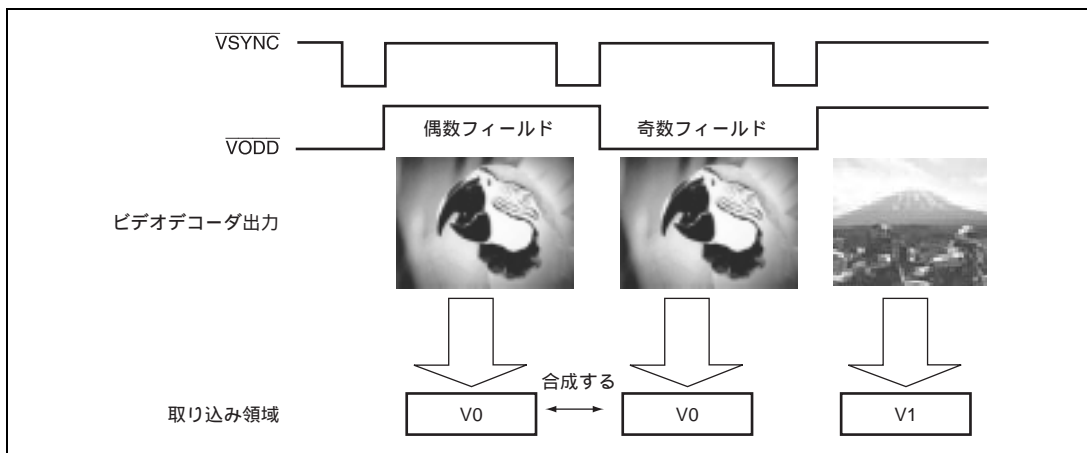 VSYNC
偶数フィールド 奇数フィールド
VODD
ビデオデコーダ出力
合成する
取り込み領域 V0 V0 V1